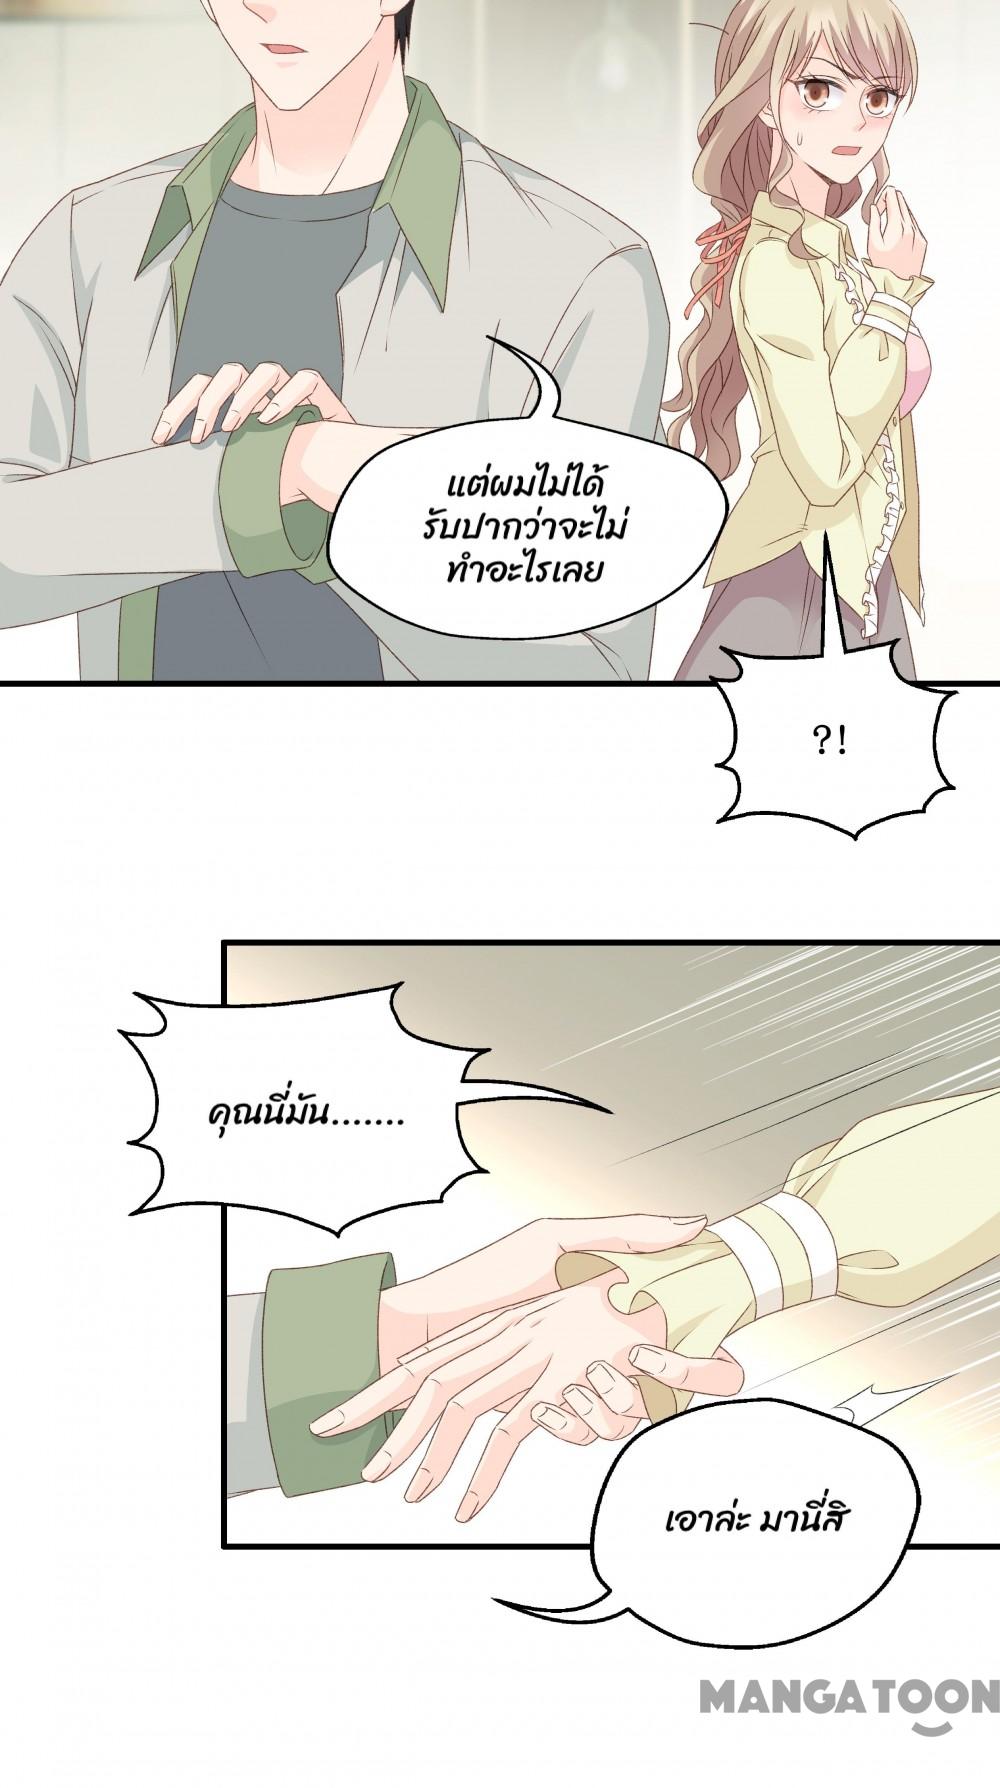 แต่ผมไม่ได้
รับปากว่าจะไม่
ทำอะไรเลย
?!
คุณนี่มัน.......
เอาล่ะ มานี่สิ
MANGATOON